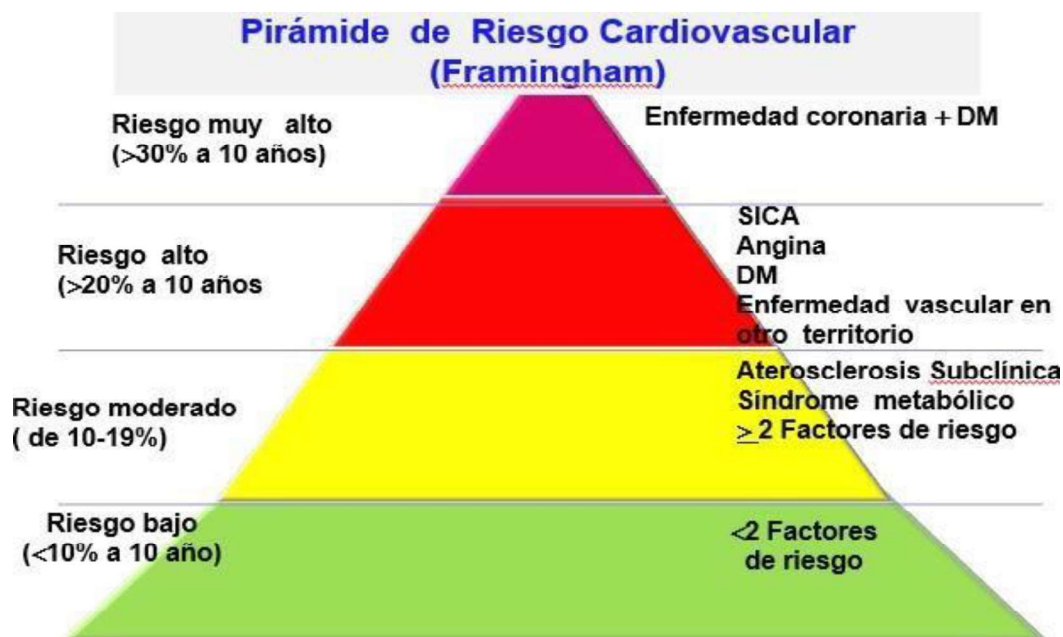 Pirámide de Riesgo Cardiovascular
(Framingham)
Riesgo muy alto
(>30% a 10 años)
Enfermedad coronaria + DM
Riesgo alto
(>20% a 10 años
SICA
Angina
DM
Enfermedad vascular en
otro territorio
Riesgo moderado
( de 10-19%)
Aterosclerosis Subclínica
Síndrome metabólico
≥ 2 Factores de riesgo
Riesgo bajo
(<10% a 10 año)
<2 Factores
de riesgo